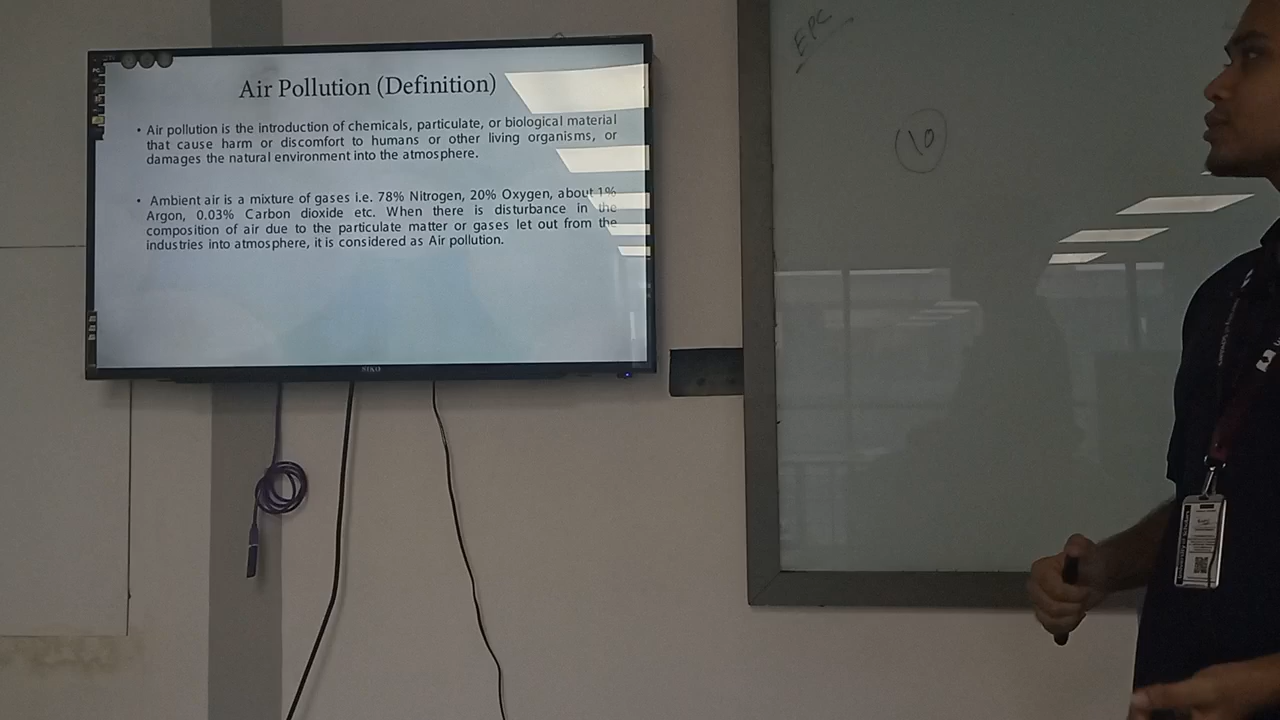 Air Pollution (Definition)
• Air pollution is the introduction of chemicals, particulate, or biological material
that cause harm or discomfort to humans or other living organisms, or
damages the natural environment into the atmosphere.
• Ambient air is a mixture of gases i.e. 78% Nitrogen, 20% Oxygen, about 1%
Argon, 0.03% Carbon dioxide etc. When there is disturbance in the
composition of air due to the particulate matter or gases let out from the
industries into atmosphere, it is considered as Air pollution.
EPC
10